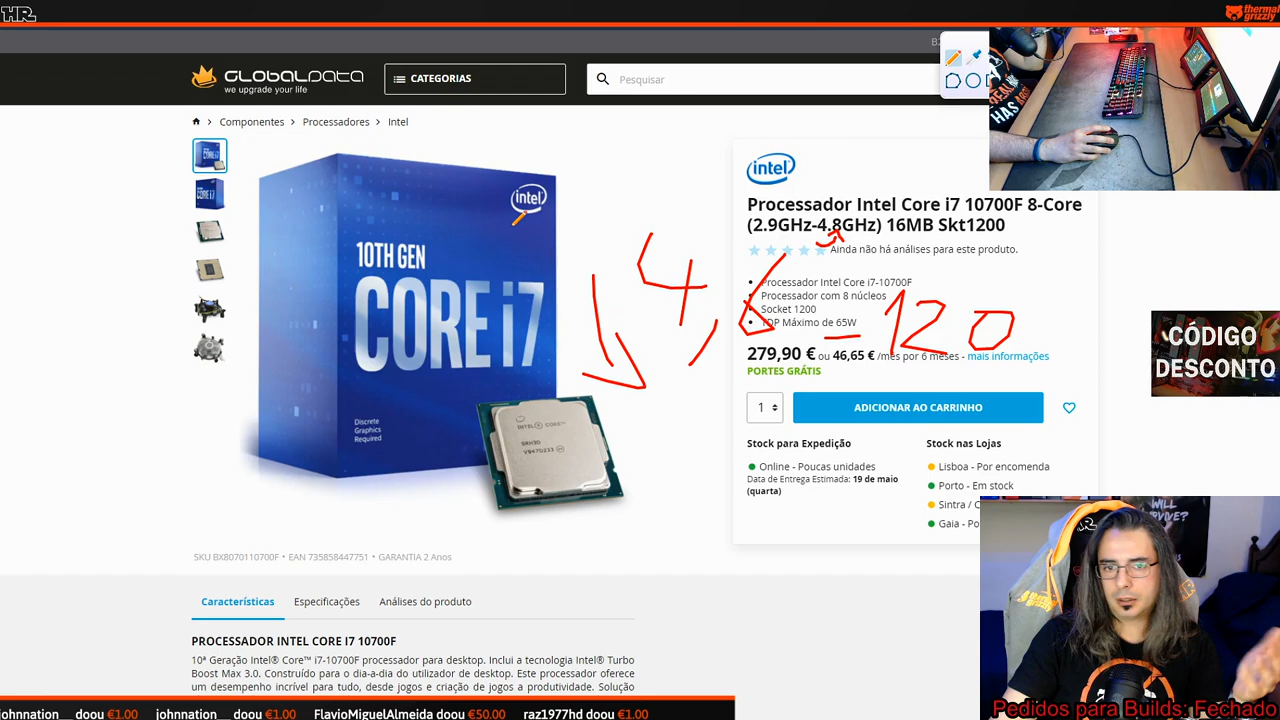 HR
thermal
grizzly
GLOBALDATA
we upgrade your life
CATEGORIAS
Pesquisar
Componentes > Processadores > Intel
intel
10TH GEN
CORE i7
Discrete
Graphics
Required
intel
Processador Intel Core i7 10700F 8-Core
(2.9GHz-4.8GHz) 16MB Skt1200
Ainda não há análises para este produto.
Processador Intel Core i7-10700F
Processador com 8 núcleos
Socket 1200
TDP Máximo de 65W
4,6 - 120
279,90 € ou 46,65 € /mês por 6 meses - mais informações
PORTES GRÁTIS
1
ADICIONAR AO CARRINHO
Stock para Expedição
Online - Poucas unidades
Data de Entrega Estimada: 19 de maio
(quarta)
Stock nas Lojas
Lisboa - Por encomenda
Porto - Em stock
Sintra / C
Gaia - Po
CÓDIGO
DESCONTO
SKU BX8070110700F • EAN 735858447751 • GARANTIA 2 Anos
Características
Especificações
Análises do produto
PROCESSADOR INTEL CORE I7 10700F
10ª Geração Intel® Core™ i7-10700F processador para desktop. Inclui a tecnologia Intel® Turbo
Boost Max 3.0. Construído para o dia-a-dia do utilizador de desktop. Este processador oferece
um desempenho incrível para tudo, desde jogos e criação de jogos a produtividade. Solução
johnnation doou €1.00 johnnation doou €1.00 FlavioMiguelAlmeida doou €50.00 raz1977hd doou €1.00
Pedidos para Builds: Fechado